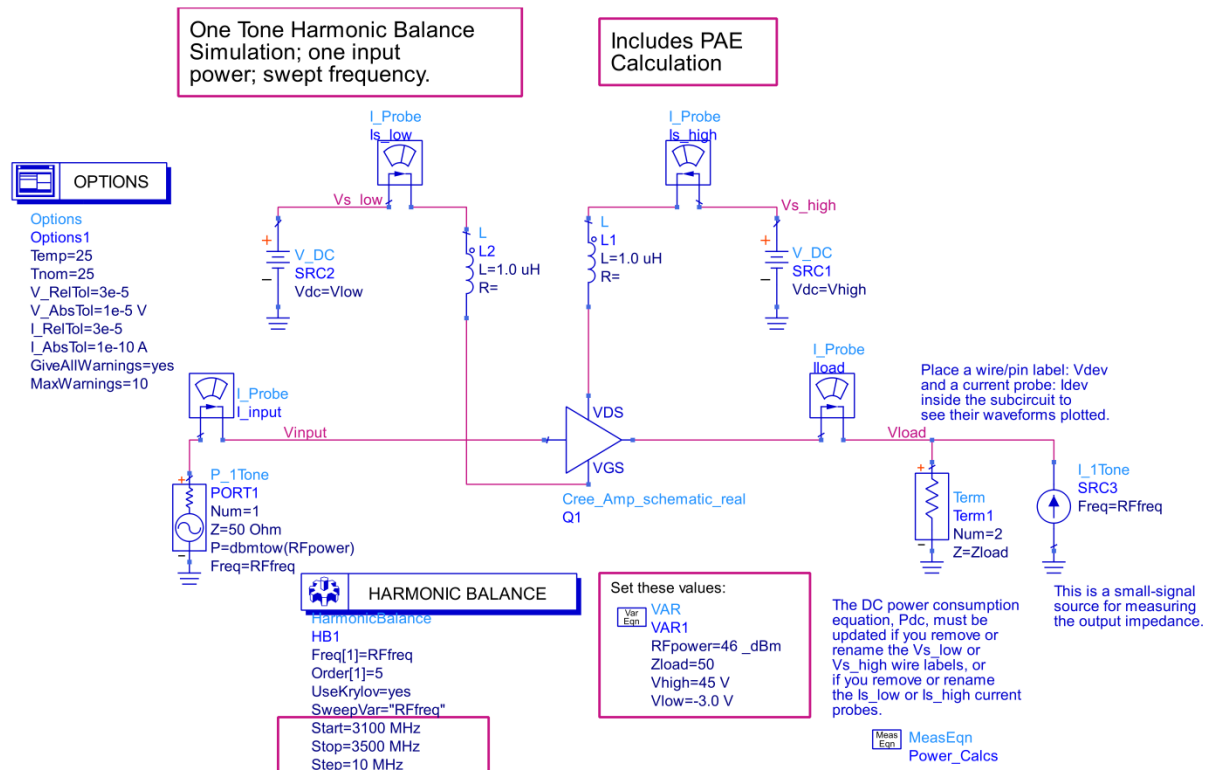 One Tone Harmonic Balance
Simulation; one input
power; swept frequency.
Includes PAE
Calculation
I_Probe
Is_low
I_Probe
Is_high
OPTIONS
Options
Options1
Temp=25
Tnom=25
V_RelTol=3e-5
V_AbsTol=1e-5 V
I_RelTol=3e-5
I_AbsTol=1e-10 A
GiveAllWarnings=yes
MaxWarnings=10
Vs_low
+
V_DC
SRC2
Vdc=Vlow
L
L2
L=1.0 uH
R=
L
L1
L=1.0 uH
R=
Vs_high
+
V_DC
SRC1
Vdc=Vhigh
I_Probe
I_input
Vinput
+
P_1Tone
PORT1
Num=1
Z=50 Ohm
P=dbmtow(RFpower)
Freq=RFfreq
VDS
VGS
Cree_Amp_schematic_real
Q1
I_Probe
Iload
Place a wire/pin label: Vdev
and a current probe: Idev
inside the subcircuit to
see their waveforms plotted.
Vload
+
Term
Term1
Num=2
Z=Zload
I_1Tone
SRC3
Freq=RFfreq
This is a small-signal
source for measuring
the output impedance.
HARMONIC BALANCE
HarmonicBalance
HB1
Freq[1]=RFfreq
Order[1]=5
UseKrylov=yes
SweepVar="RFfreq"
Start=3100 MHz
Stop=3500 MHz
Step=10 MHz
Set these values:
Var
Eqn
VAR
VAR1
RFpower=46 _dBm
Zload=50
Vhigh=45 V
Vlow=-3.0 V
The DC power consumption
equation, Pdc, must be
updated if you remove or
rename the Vs_low or
Vs_high wire labels, or
if you remove or rename
the Is_low or Is_high current
probes.
Meas
Eqn
MeasEqn
Power_Calcs